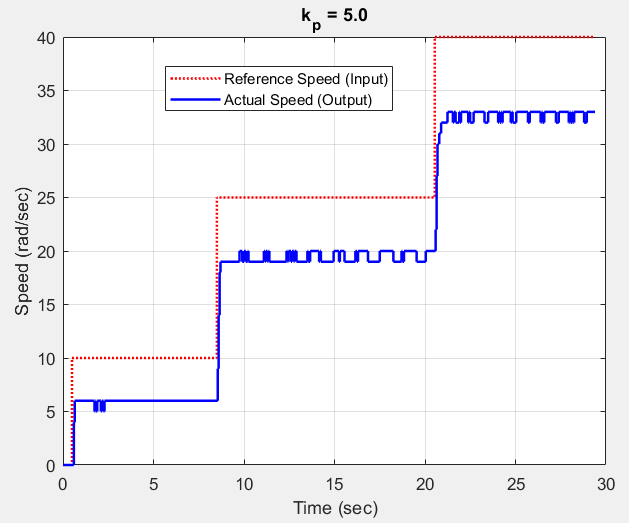 kp = 5.0
Reference Speed (Input)
Actual Speed (Output)
Speed (rad/sec)
40
35
30
25
20
15
10
5
0
0 5 10 15 20 25 30
Time (sec)